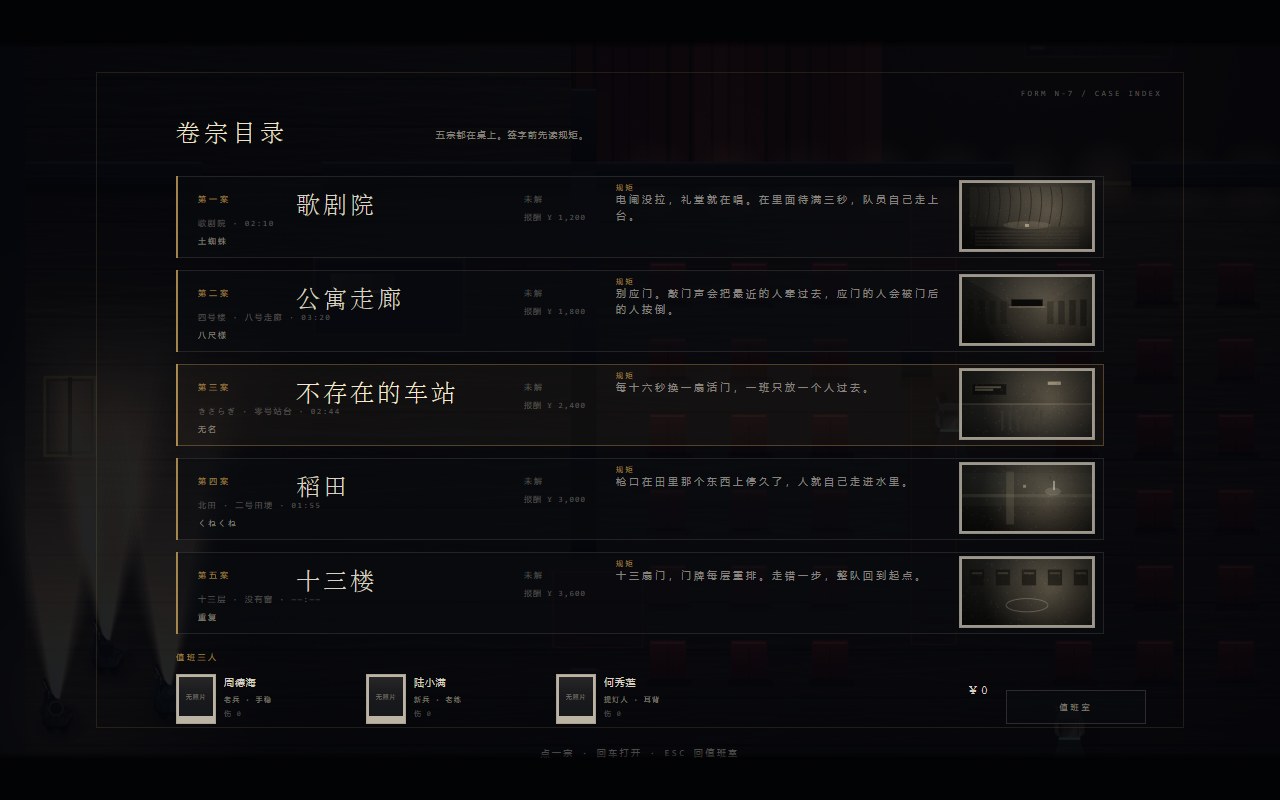 FORM N-7 / CASE INDEX
卷宗目录
五宗都在桌上。签字前先读规矩。
第一案
歌剧院
歌剧院 · 02:10
土蜘蛛
未解
报酬 ¥ 1,200
规矩
电闸没拉，礼堂就在唱。在里面待满三秒，队员自己走上
台。
第二案
公寓走廊
四号楼 · 八号走廊 · 03:20
八尺様
未解
报酬 ¥ 1,800
规矩
别应门。敲门声会把最近的人牵过去，应门的人会被门后
的人按倒。
第三案
不存在的车站
きさらぎ · 零号站台 · 02:44
无名
未解
报酬 ¥ 2,400
规矩
每十六秒换一扇活门，一班只放一个人过去。
第四案
稻田
北田 · 二号田埂 · 01:55
くねくね
未解
报酬 ¥ 3,000
规矩
枪口在田里那个东西上停久了，人就自己走进水里。
第五案
十三楼
十三层 · 没有窗 · --:--
重复
未解
报酬 ¥ 3,600
规矩
十三扇门，门牌每层重排。走错一步，整队回到起点。
值班三人
无照片
周德海
老兵 · 手稳
伤 0
无照片
陆小满
新兵 · 老练
伤 0
无照片
何秀莲
提灯人 · 耳背
伤 0
¥ 0
值班室
点一宗 · 回车打开 · ESC 回值班室